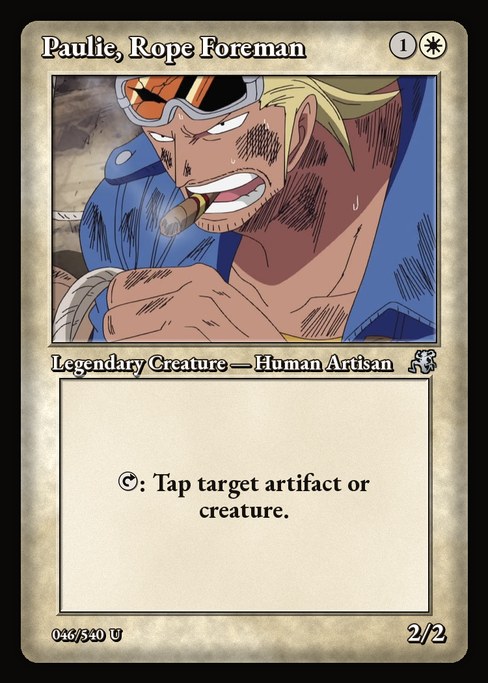 Paulie, Rope Foreman 1
Legendary Creature — Human Artisan
: Tap target artifact or
creature.
046/540 U 2/2